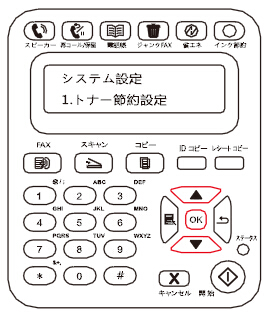 スピーカー 再コール/保留 電話帳 ジャンクFAX 省エネ インク節約
システム設定
1.トナー節約設定
FAX スキャン コピー IDコピー レシートコピー
ABC DEF
1 2 3
GHI JKL MNO
4 5 6
OK
PQRS TUV WXYZ
7 8 9
ステータス
* 0 #
X
キャンセル 開始